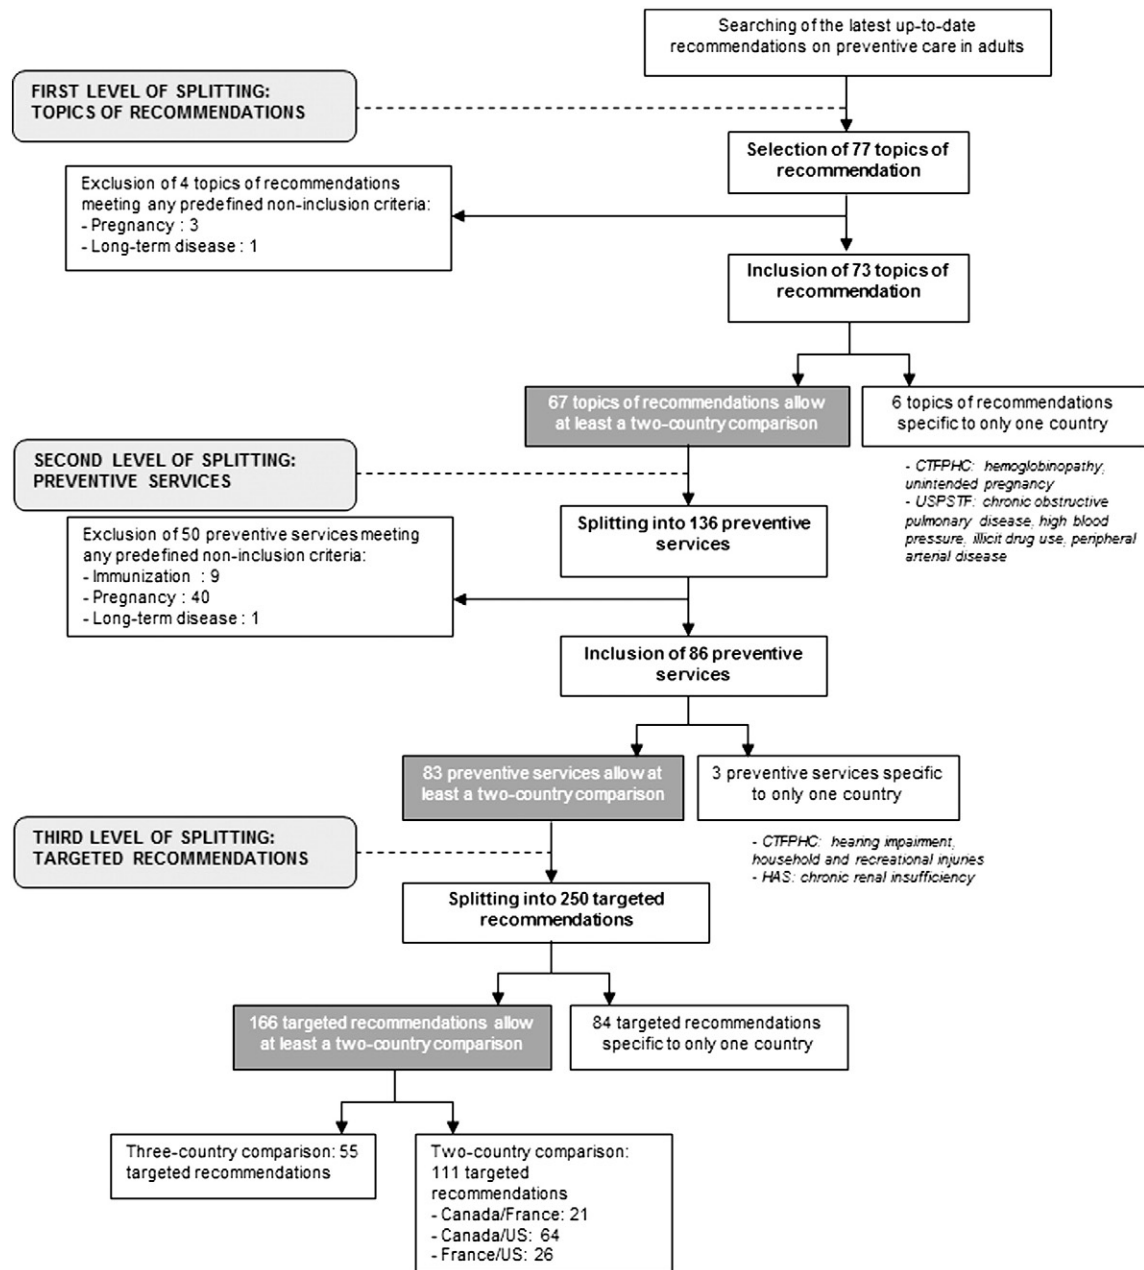 Searching of the latest up-to-date
recommendations on preventive care in adults
FIRST LEVEL OF SPLITTING:
TOPICS OF RECOMMENDATIONS
Selection of 77 topics of
recommendation
Exclusion of 4 topics of recommendations
meeting any predefined non-inclusion criteria:
- Pregnancy : 3
- Long-term disease : 1
Inclusion of 73 topics of
recommendation
67 topics of recommendations allow
at least a two-country comparison
6 topics of recommendations
specific to only one country
- CTFPHC: hemoglobinopathy,
unintended pregnancy
- USPSTF: chronic obstructive
pulmonary disease, high blood
pressure, illicit drug use, peripheral
arterial disease
SECOND LEVEL OF SPLITTING:
PREVENTIVE SERVICES
Splitting into 136 preventive
services
Exclusion of 50 preventive services meeting
any predefined non-inclusion criteria:
- Immunization : 9
- Pregnancy : 40
- Long-term disease : 1
Inclusion of 86 preventive
services
83 preventive services allow at
least a two-country comparison
3 preventive services specific
to only one country
- CTFPHC: hearing impairment,
household and recreational injuries
- HAS: chronic renal insufficiency
THIRD LEVEL OF SPLITTING:
TARGETED RECOMMENDATIONS
Splitting into 250 targeted
recommendations
166 targeted recommendations allow
at least a two-country comparison
84 targeted recommendations
specific to only one country
Three-country comparison: 55
targeted recommendations
Two-country comparison:
111 targeted
recommendations
- Canada/France: 21
- Canada/US: 64
- France/US: 26